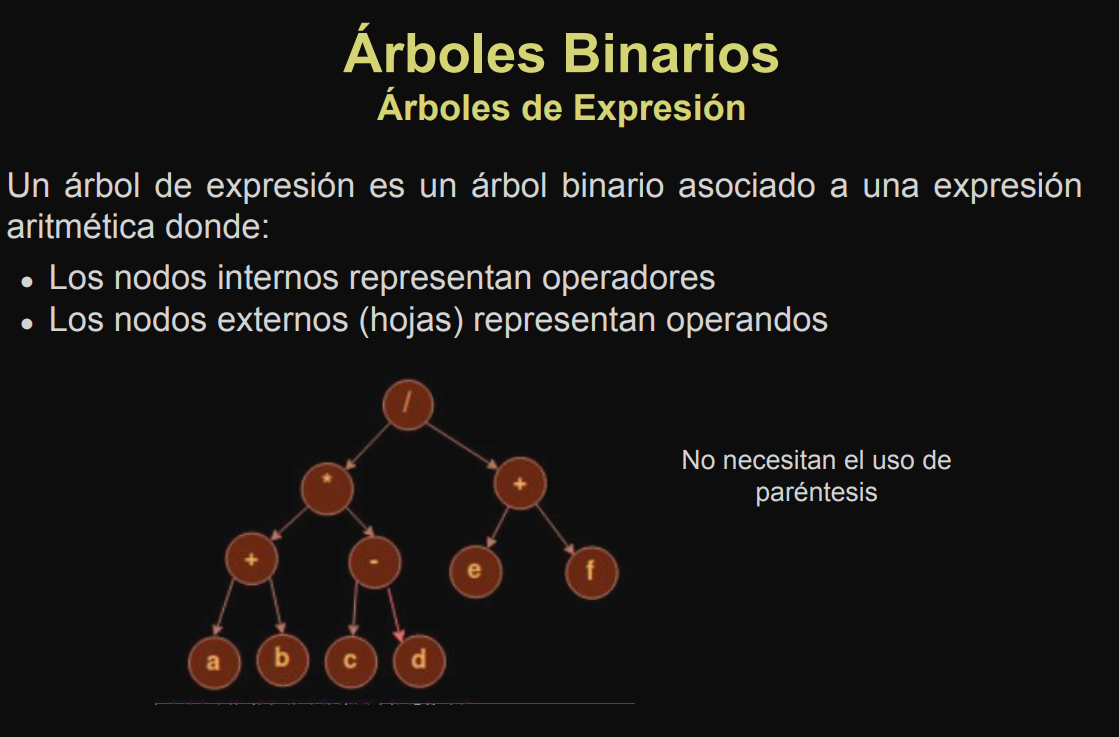 Árboles Binarios
Árboles de Expresión
Un árbol de expresión es un árbol binario asociado a una expresión
aritmética donde:
• Los nodos internos representan operadores
• Los nodos externos (hojas) representan operandos
/
* +
No necesitan el uso de
paréntesis
+ - e f
a b c d